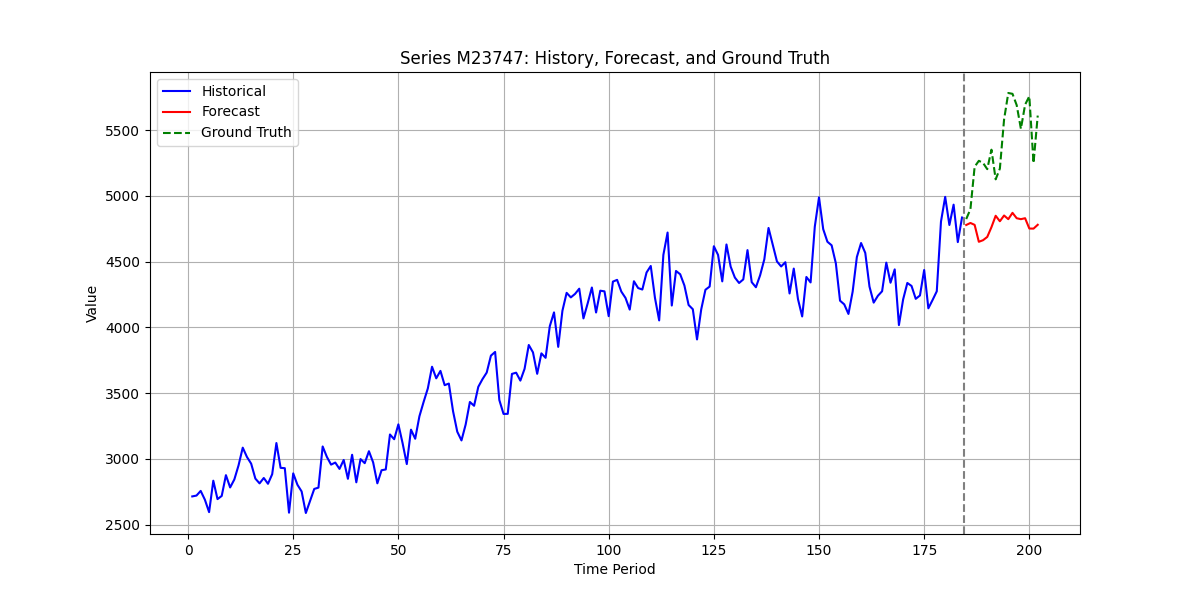 Series M23747: History, Forecast, and Ground Truth
Historical
Forecast
Ground Truth
5500
5000
4500
4000
3500
3000
2500
Value
0 25 50 75 100 125 150 175 200
Time Period